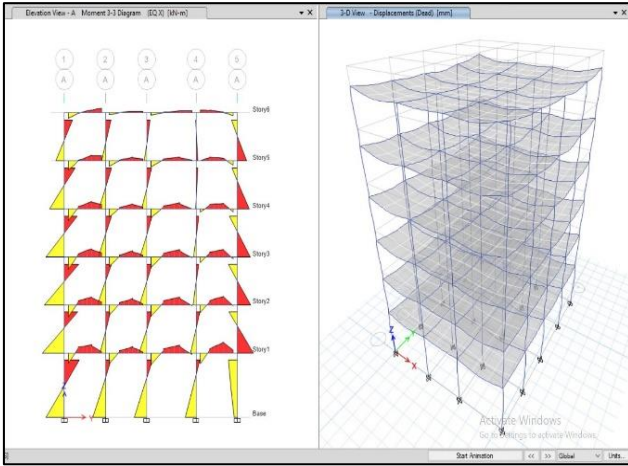 Elevation View - A Moment 3-3 Diagram (EQ X) [kN-m]
3-D View - Displacements (Dead) [mm]
1 2 3 4 5
A A A A A
Story6
Story5
Story4
Story3
Story2
Story1
Base
Z
Y
Z
Y
X
Activate Windows
Go to Settings to activate Windows.
Start Animation << >> Global Units...